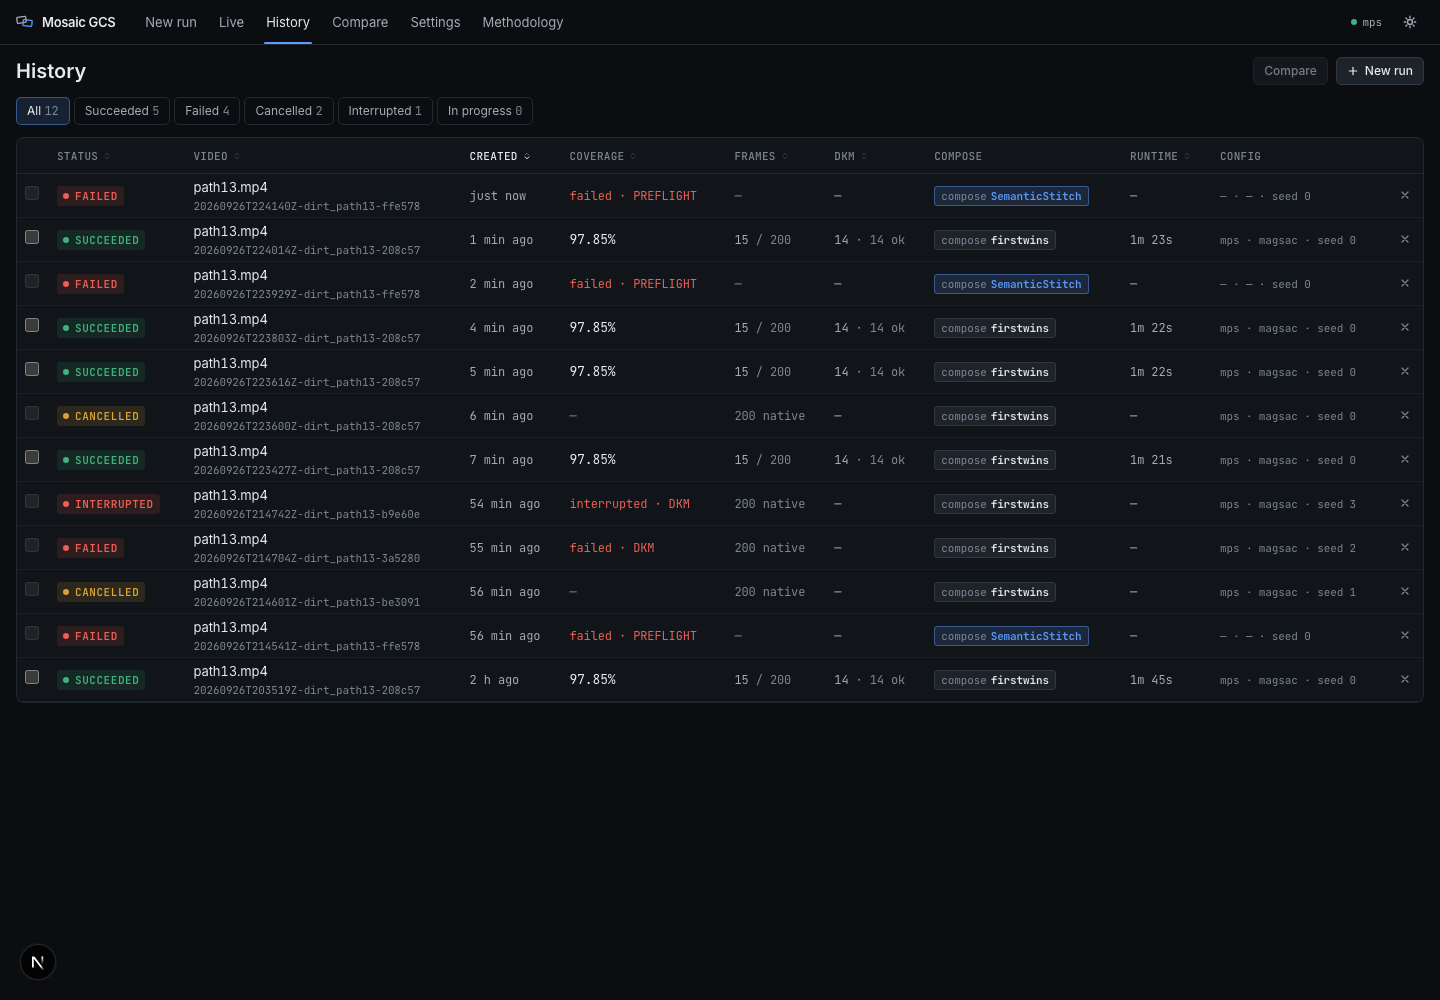 Mosaic GCS New run Live History Compare Settings Methodology mps
History Compare + New run
All 12 Succeeded 5 Failed 4 Cancelled 2 Interrupted 1 In progress 0
STATUS VIDEO CREATED COVERAGE FRAMES DKM COMPOSE RUNTIME CONFIG
FAILED path13.mp4 just now failed · PREFLIGHT — — compose SemanticStitch — — · — · seed 0 ×
20260926T224140Z-dirt_path13-ffe578
SUCCEEDED path13.mp4 1 min ago 97.85% 15 / 200 14 · 14 ok compose firstwins 1m 23s mps · magsac · seed 0 ×
20260926T224014Z-dirt_path13-208c57
FAILED path13.mp4 2 min ago failed · PREFLIGHT — — compose SemanticStitch — — · — · seed 0 ×
20260926T223929Z-dirt_path13-ffe578
SUCCEEDED path13.mp4 4 min ago 97.85% 15 / 200 14 · 14 ok compose firstwins 1m 22s mps · magsac · seed 0 ×
20260926T223803Z-dirt_path13-208c57
SUCCEEDED path13.mp4 5 min ago 97.85% 15 / 200 14 · 14 ok compose firstwins 1m 22s mps · magsac · seed 0 ×
20260926T223616Z-dirt_path13-208c57
CANCELLED path13.mp4 6 min ago — 200 native — compose firstwins — mps · magsac · seed 0 ×
20260926T223600Z-dirt_path13-208c57
SUCCEEDED path13.mp4 7 min ago 97.85% 15 / 200 14 · 14 ok compose firstwins 1m 21s mps · magsac · seed 0 ×
20260926T223427Z-dirt_path13-208c57
INTERRUPTED path13.mp4 54 min ago interrupted · DKM 200 native — compose firstwins — mps · magsac · seed 3 ×
20260926T214742Z-dirt_path13-b9e60e
FAILED path13.mp4 55 min ago failed · DKM 200 native — compose firstwins — mps · magsac · seed 2 ×
20260926T214704Z-dirt_path13-3a5280
CANCELLED path13.mp4 56 min ago — 200 native — compose firstwins — mps · magsac · seed 1 ×
20260926T214601Z-dirt_path13-be3091
FAILED path13.mp4 56 min ago failed · PREFLIGHT — — compose SemanticStitch — — · — · seed 0 ×
20260926T214541Z-dirt_path13-ffe578
SUCCEEDED path13.mp4 2 h ago 97.85% 15 / 200 14 · 14 ok compose firstwins 1m 45s mps · magsac · seed 0 ×
20260926T203519Z-dirt_path13-208c57
N